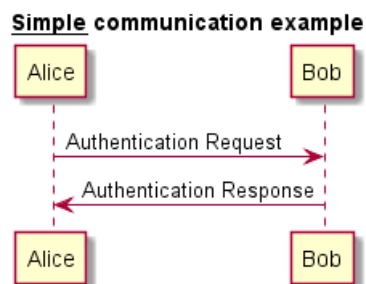 Simple communication example
Alice Bob
Authentication Request
Authentication Response
Alice Bob